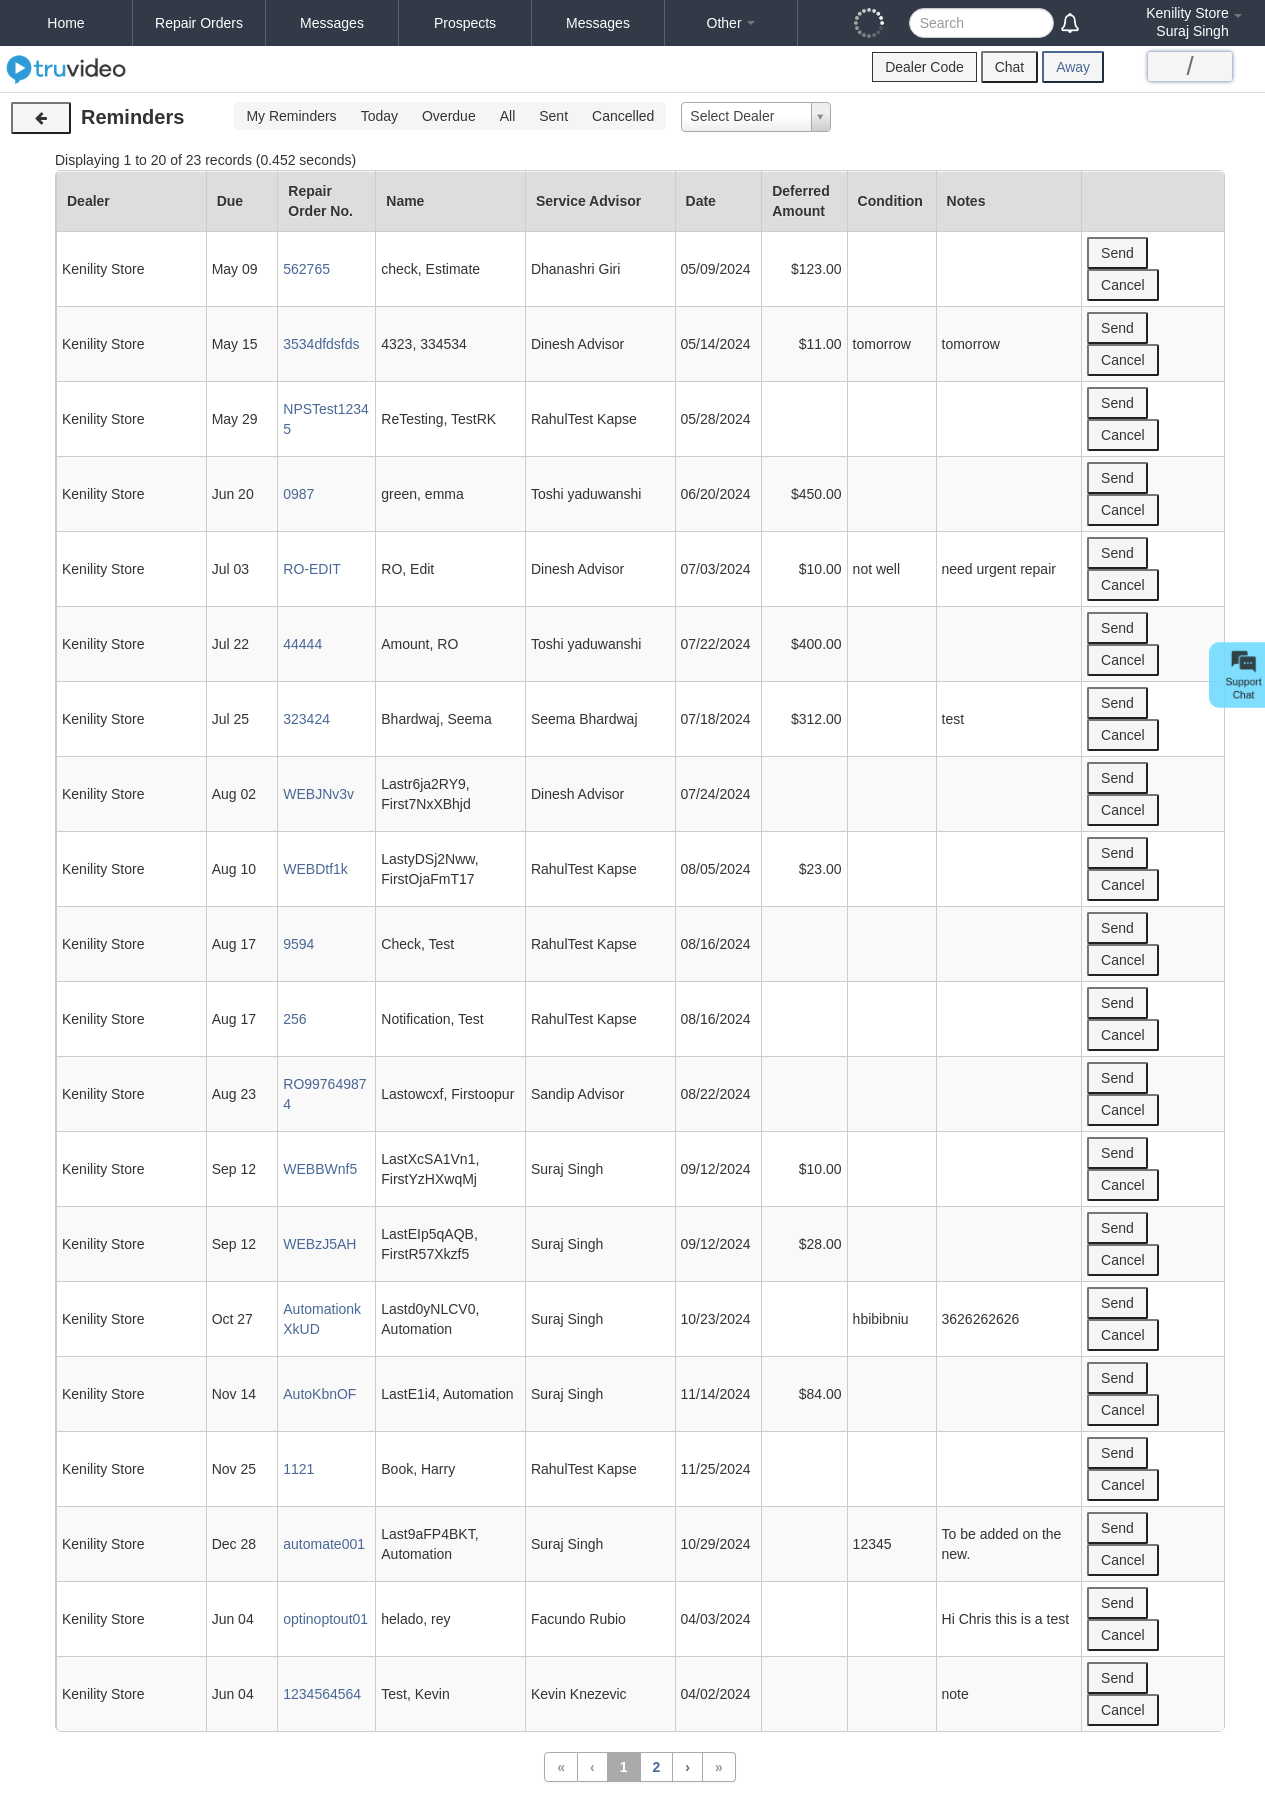 Home Repair Orders Messages Prospects Messages Other Search Kenility Store
Suraj Singh
truvideo Dealer Code Chat Away /
Reminders My Reminders Today Overdue All Sent Cancelled Select Dealer
Displaying 1 to 20 of 23 records (0.452 seconds)
Dealer Due Repair Order No. Name Service Advisor Date Deferred Amount Condition Notes
Kenility Store May 09 562765 check, Estimate Dhanashri Giri 05/09/2024 $123.00 Send Cancel
Kenility Store May 15 3534dfdsfds 4323, 334534 Dinesh Advisor 05/14/2024 $11.00 tomorrow tomorrow Send Cancel
Kenility Store May 29 NPSTest12345 ReTesting, TestRK RahulTest Kapse 05/28/2024 Send Cancel
Kenility Store Jun 20 0987 green, emma Toshi yaduwanshi 06/20/2024 $450.00 Send Cancel
Kenility Store Jul 03 RO-EDIT RO, Edit Dinesh Advisor 07/03/2024 $10.00 not well need urgent repair Send Cancel
Kenility Store Jul 22 44444 Amount, RO Toshi yaduwanshi 07/22/2024 $400.00 Send Cancel
Support
Chat
Kenility Store Jul 25 323424 Bhardwaj, Seema Seema Bhardwaj 07/18/2024 $312.00 test Send Cancel
Kenility Store Aug 02 WEBJNv3v Lastr6ja2RY9, First7NxXBhjd Dinesh Advisor 07/24/2024 Send Cancel
Kenility Store Aug 10 WEBDtf1k LastyDSj2Nww, FirstOjaFmT17 RahulTest Kapse 08/05/2024 $23.00 Send Cancel
Kenility Store Aug 17 9594 Check, Test RahulTest Kapse 08/16/2024 Send Cancel
Kenility Store Aug 17 256 Notification, Test RahulTest Kapse 08/16/2024 Send Cancel
Kenility Store Aug 23 RO997649874 Lastowcxf, Firstoopur Sandip Advisor 08/22/2024 Send Cancel
Kenility Store Sep 12 WEBBWnf5 LastXcSA1Vn1, FirstYzHXwqMj Suraj Singh 09/12/2024 $10.00 Send Cancel
Kenility Store Sep 12 WEBzJ5AH LastEIp5qAQB, FirstR57Xkzf5 Suraj Singh 09/12/2024 $28.00 Send Cancel
Kenility Store Oct 27 AutomationkXkUD Lastd0yNLCV0, Automation Suraj Singh 10/23/2024 hbibibniu 3626262626 Send Cancel
Kenility Store Nov 14 AutoKbnOF LastE1i4, Automation Suraj Singh 11/14/2024 $84.00 Send Cancel
Kenility Store Nov 25 1121 Book, Harry RahulTest Kapse 11/25/2024 Send Cancel
Kenility Store Dec 28 automate001 Last9aFP4BKT, Automation Suraj Singh 10/29/2024 12345 To be added on the new. Send Cancel
Kenility Store Jun 04 optinoptout01 helado, rey Facundo Rubio 04/03/2024 Hi Chris this is a test Send Cancel
Kenility Store Jun 04 1234564564 Test, Kevin Kevin Knezevic 04/02/2024 note Send Cancel
« ‹ 1 2 › »